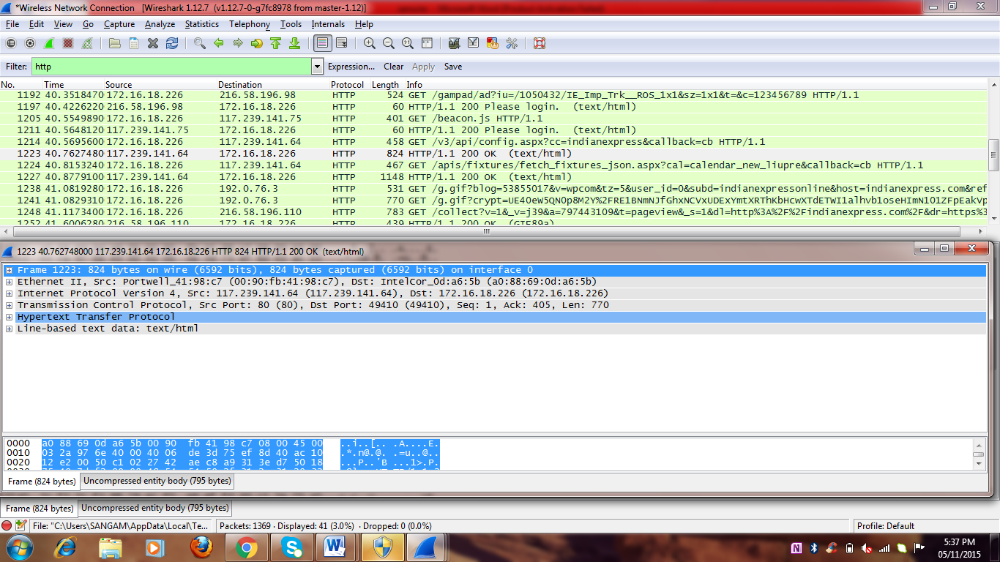 *Wireless Network Connection [Wireshark 1.12.7 (v1.12.7-0-g7fc8978 from master-1.12)]
File Edit View Go Capture Analyze Statistics Telephony Tools Internals Help
Filter: http Expression... Clear Apply Save
No. Time Source Destination Protocol Length Info
1192 40.3518470 172.16.18.226 216.58.196.98 HTTP 524 GET /gampad/ad?iu=/1050432/IE_Imp_Trk__ROS_1x1&sz=1x1&t=&c=123456789 HTTP/1.1
1197 40.4226220 216.58.196.98 172.16.18.226 HTTP 60 HTTP/1.1 200 Please login. (text/html)
1205 40.5549890 172.16.18.226 117.239.141.75 HTTP 401 GET /beacon.js HTTP/1.1
1211 40.5648120 117.239.141.75 172.16.18.226 HTTP 60 HTTP/1.1 200 Please login. (text/html)
1214 40.5695600 172.16.18.226 117.239.141.64 HTTP 458 GET /v3/api/config.aspx?cc=indianexpress&callback=cb HTTP/1.1
1223 40.7627480 117.239.141.64 172.16.18.226 HTTP 824 HTTP/1.1 200 OK (text/html)
1224 40.8153240 172.16.18.226 117.239.141.64 HTTP 467 GET /apis/fixtures/fetch_fixtures_json.aspx?cal=calendar_new_liupre&callback=cb HTTP/1.1
1227 40.8779100 117.239.141.64 172.16.18.226 HTTP 1148 HTTP/1.1 200 OK (text/html)
1238 41.0819280 172.16.18.226 192.0.76.3 HTTP 531 GET /g.gif?blog=53855017&v=wpcom&tz=5&user_id=0&subd=indianexpressonline&host=indianexpress.com&ref
1241 41.0829310 172.16.18.226 192.0.76.3 HTTP 770 GET /g.gif?crypt=UE40eW5QN0p8M2Y%2FRE1BNmNJfGhxNCVxUDExYmtXRThKbHcwXTdETWI1alhvb1oseHImN101ZFpEakVp
1248 41.1173400 172.16.18.226 216.58.196.110 HTTP 783 GET /collect?v=1&_v=j39&a=797443109&t=pageview&_s=1&dl=http%3A%2F%2Findianexpress.com%2F&dr=https%3
1252 41.6006280 216.58.196.110 172.16.18.226 HTTP 439 HTTP/1.1 200 OK (GIF89a)
1223 40.762748000 117.239.141.64 172.16.18.226 HTTP 824 HTTP/1.1 200 OK (text/html)
Frame 1223: 824 bytes on wire (6592 bits), 824 bytes captured (6592 bits) on interface 0
Ethernet II, Src: Portwell_41:98:c7 (00:90:fb:41:98:c7), Dst: IntelCor_0d:a6:5b (a0:88:69:0d:a6:5b)
Internet Protocol Version 4, Src: 117.239.141.64 (117.239.141.64), Dst: 172.16.18.226 (172.16.18.226)
Transmission Control Protocol, Src Port: 80 (80), Dst Port: 49410 (49410), Seq: 1, Ack: 405, Len: 770
Hypertext Transfer Protocol
Line-based text data: text/html
0000 a0 88 69 0d a6 5b 00 90 fb 41 98 c7 08 00 45 00 ..i..[.. .A....E.
0010 03 2a 97 6e 40 00 40 06 de 3d 75 ef 8d 40 ac 10 .*.n@.@. .=u..@..
0020 12 e2 00 50 c1 02 27 42 ae c8 a9 31 3e d7 50 18 ...P..'B ...1>.P.
Frame (824 bytes) Uncompressed entity body (795 bytes)
Frame (824 bytes) Uncompressed entity body (795 bytes)
File: "C:\Users\SANGAM\AppData\Local\Te... Packets: 1369 · Displayed: 41 (3.0%) · Dropped: 0 (0.0%) Profile: Default
5:37 PM
05/11/2015